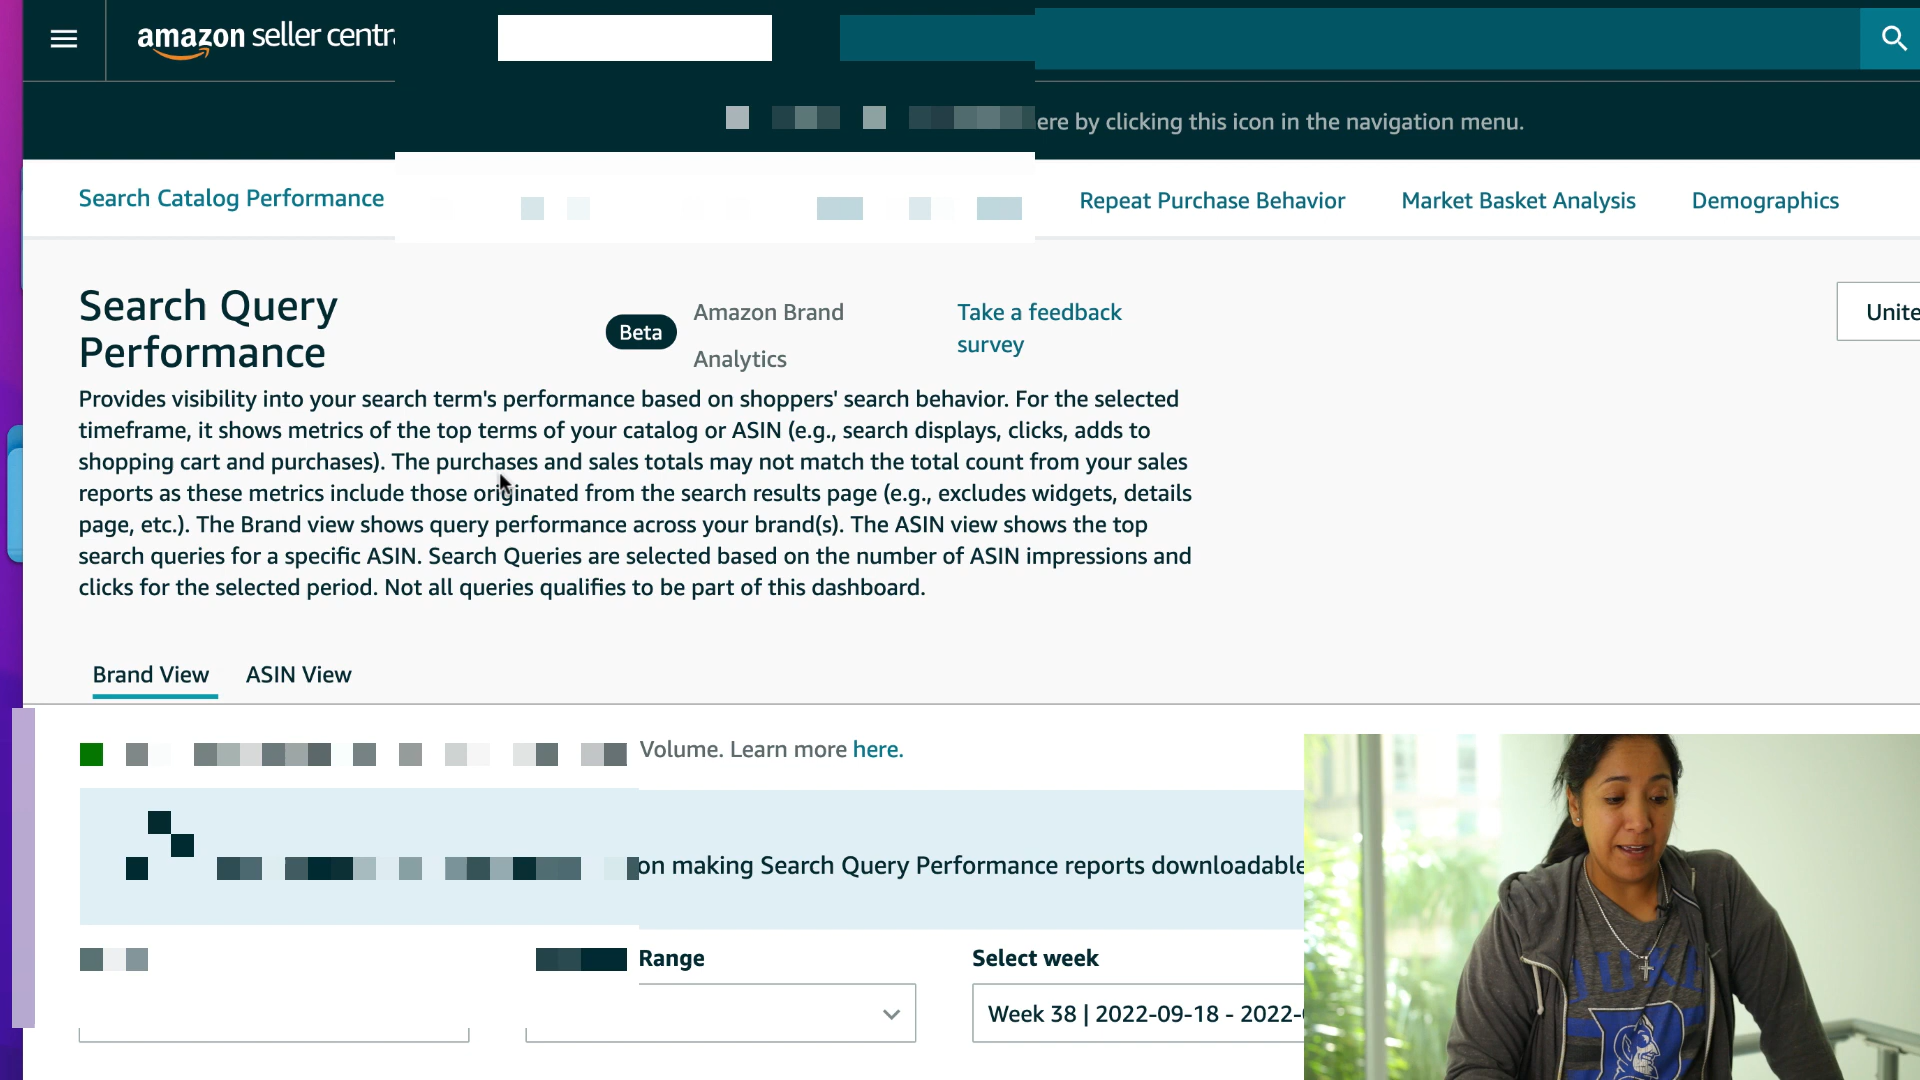 amazon seller centr
ere by clicking this icon in the navigation menu.
Search Catalog Performance
Repeat Purchase Behavior
Market Basket Analysis
Demographics
Search Query
Performance
Beta
Amazon Brand
Analytics
Take a feedback
survey
Unite
Provides visibility into your search term's performance based on shoppers' search behavior. For the selected
timeframe, it shows metrics of the top terms of your catalog or ASIN (e.g., search displays, clicks, adds to
shopping cart and purchases). The purchases and sales totals may not match the total count from your sales
reports as these metrics include those originated from the search results page (e.g., excludes widgets, details
page, etc.). The Brand view shows query performance across your brand(s). The ASIN view shows the top
search queries for a specific ASIN. Search Queries are selected based on the number of ASIN impressions and
clicks for the selected period. Not all queries qualifies to be part of this dashboard.
Brand View
ASIN View
Volume. Learn more here.
on making Search Query Performance reports downloadable
Range
Select week
Week 38 | 2022-09-18 - 2022-
DUKE